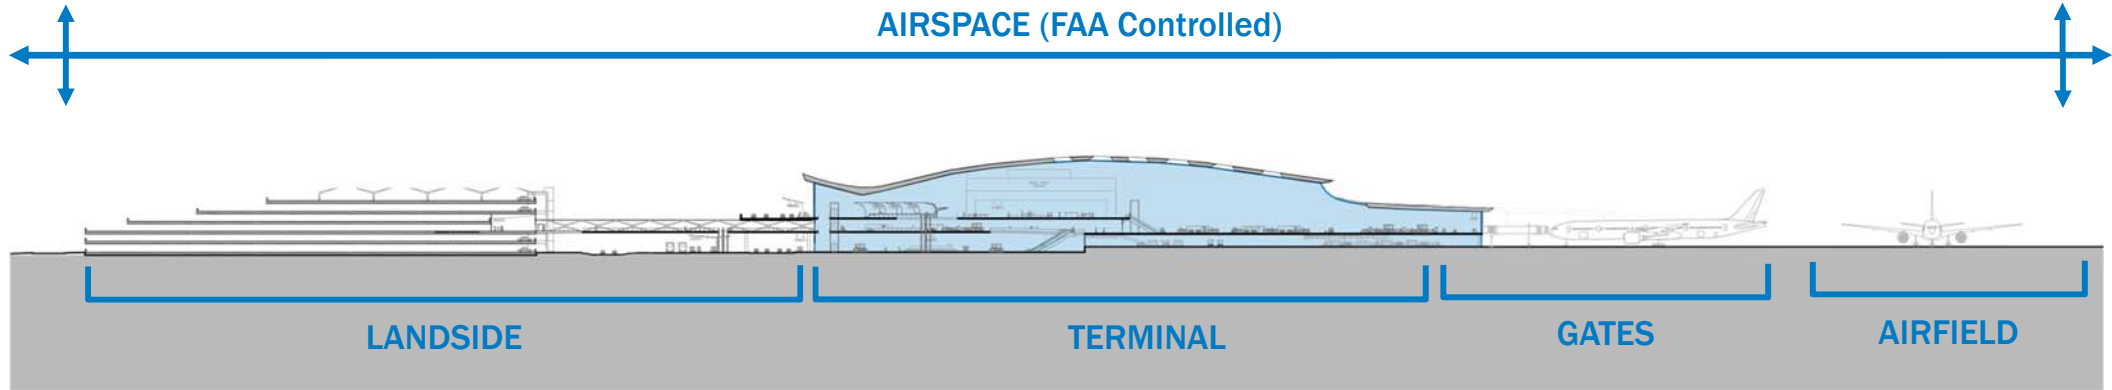 AIRSPACE (FAA Controlled)
LANDSIDE
TERMINAL
GATES
AIRFIELD